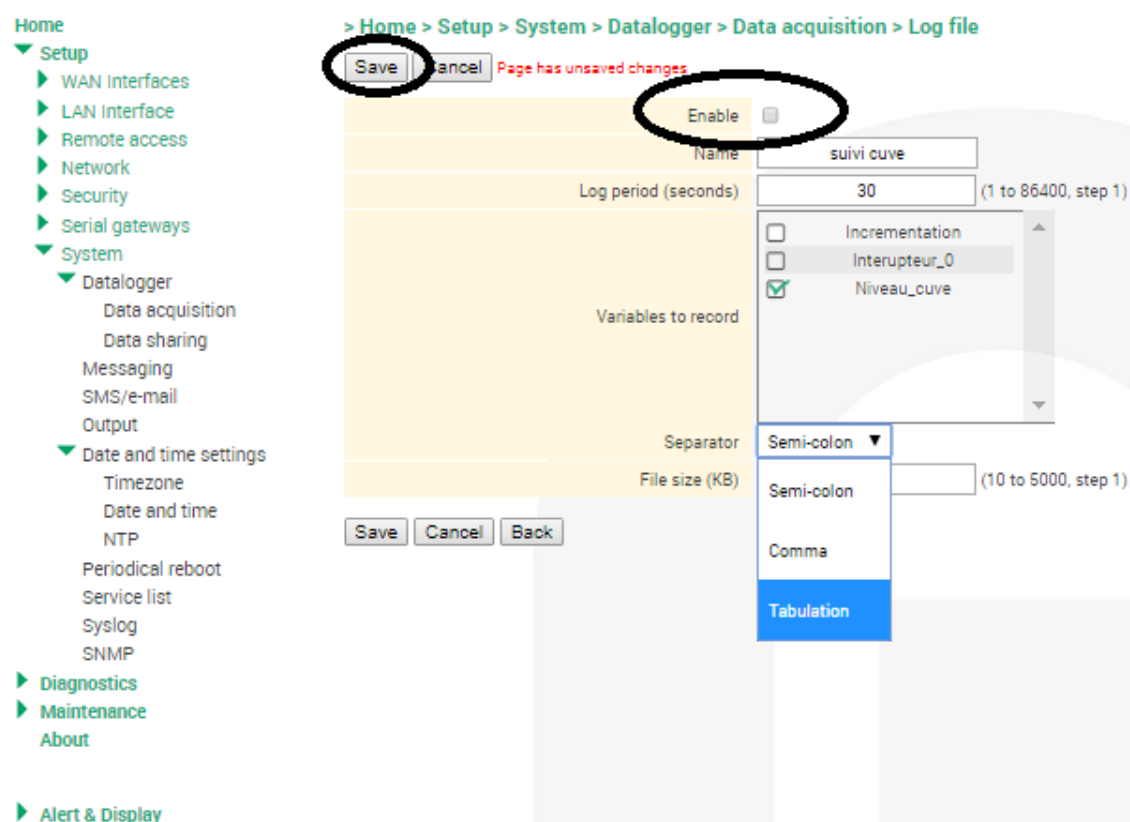 Home
Setup
WAN Interfaces
LAN Interface
Remote access
Network
Security
Serial gateways
System
Datalogger
Data acquisition
Data sharing
Messaging
SMS/e-mail
Output
Date and time settings
Timezone
Date and time
NTP
Periodical reboot
Service list
Syslog
SNMP
Diagnostics
Maintenance
About
Alert & Display
> Home > Setup > System > Datalogger > Data acquisition > Log file
Save Cancel Page has unsaved changes
Enable
Name suivi cuve
Log period (seconds) 30 (1 to 86400, step 1)
Variables to record
Incrementation
Interupteur_0
Niveau_cuve
Separator Semi-colon
File size (KB) (10 to 5000, step 1)
Semi-colon
Comma
Tabulation
Save Cancel Back